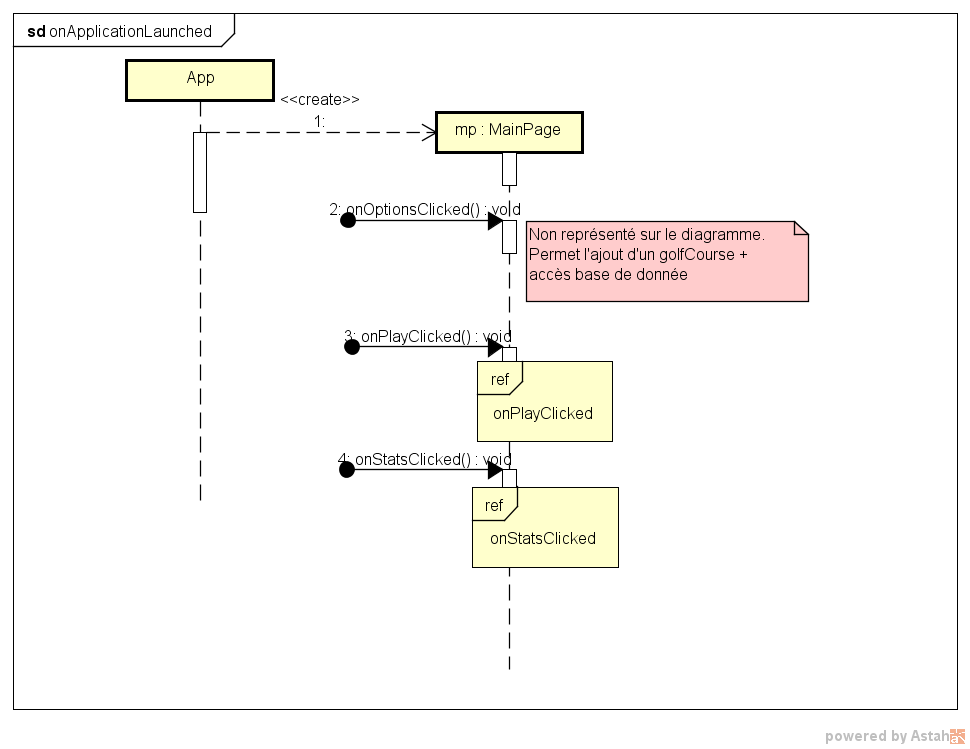 sd onApplicationLaunched
App
<<create>>
1:
mp : MainPage
2: onOptionsClicked() : void
Non représenté sur le diagramme.
Permet l'ajout d'un golfCourse +
accès base de donnée
3: onPlayClicked() : void
ref
onPlayClicked
4: onStatsClicked() : void
ref
onStatsClicked
powered by Astah